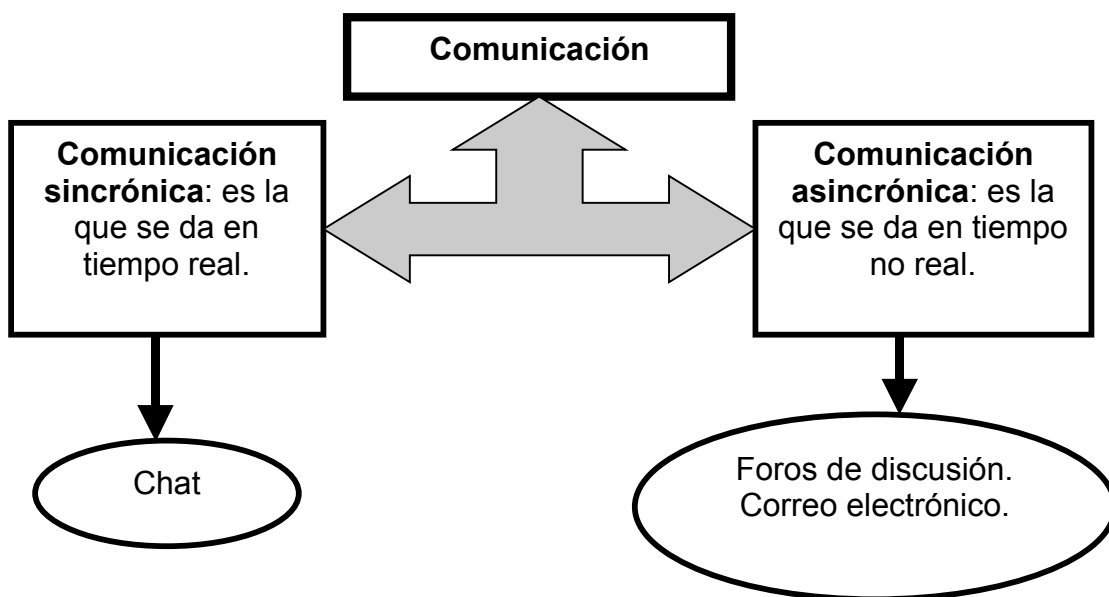 Comunicación
Comunicación
sincrónica: es la
que se da en
tiempo real.
Comunicación
asincrónica: es la
que se da en tiempo
no real.
Chat
Foros de discusión.
Correo electrónico.